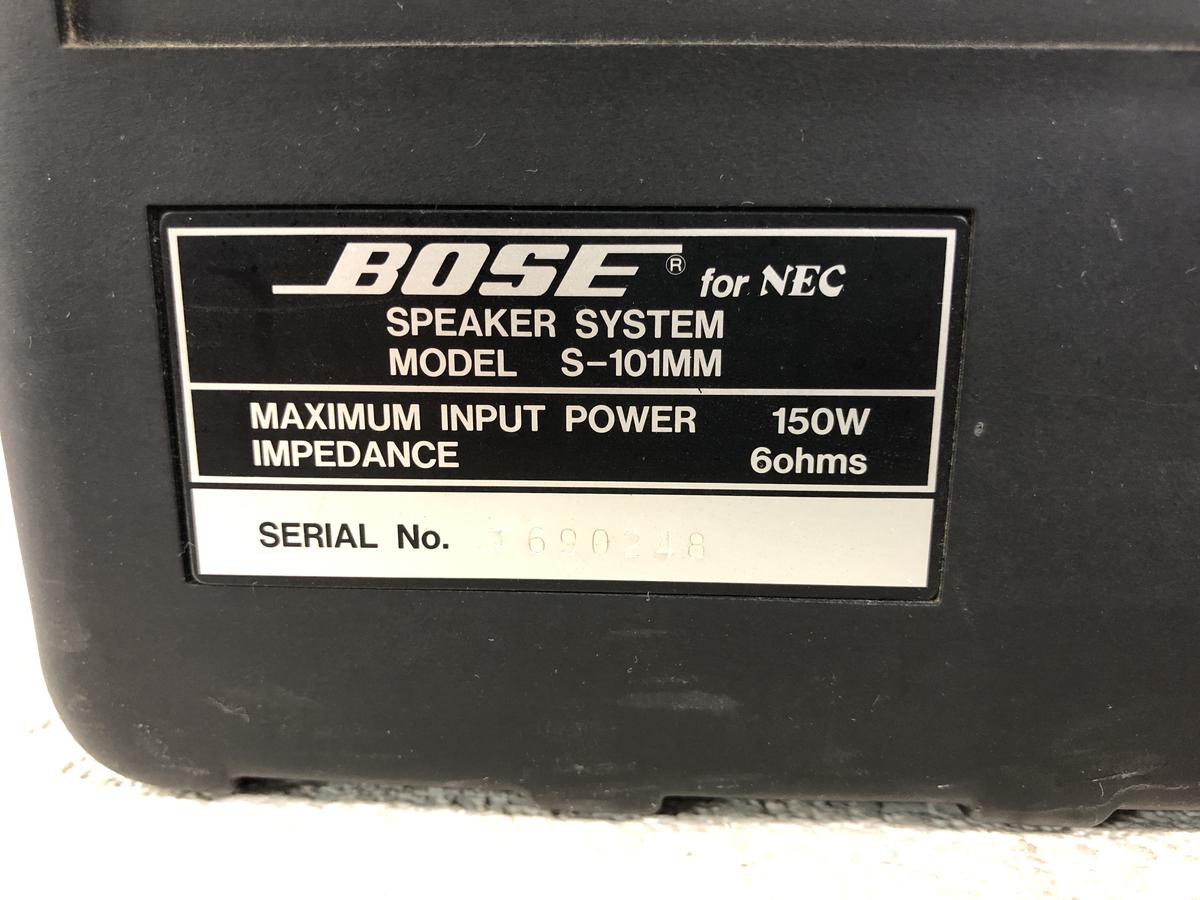 BOSE® for NEC
SPEAKER SYSTEM
MODEL S-101MM
MAXIMUM INPUT POWER 150W
IMPEDANCE 6ohms
SERIAL No.